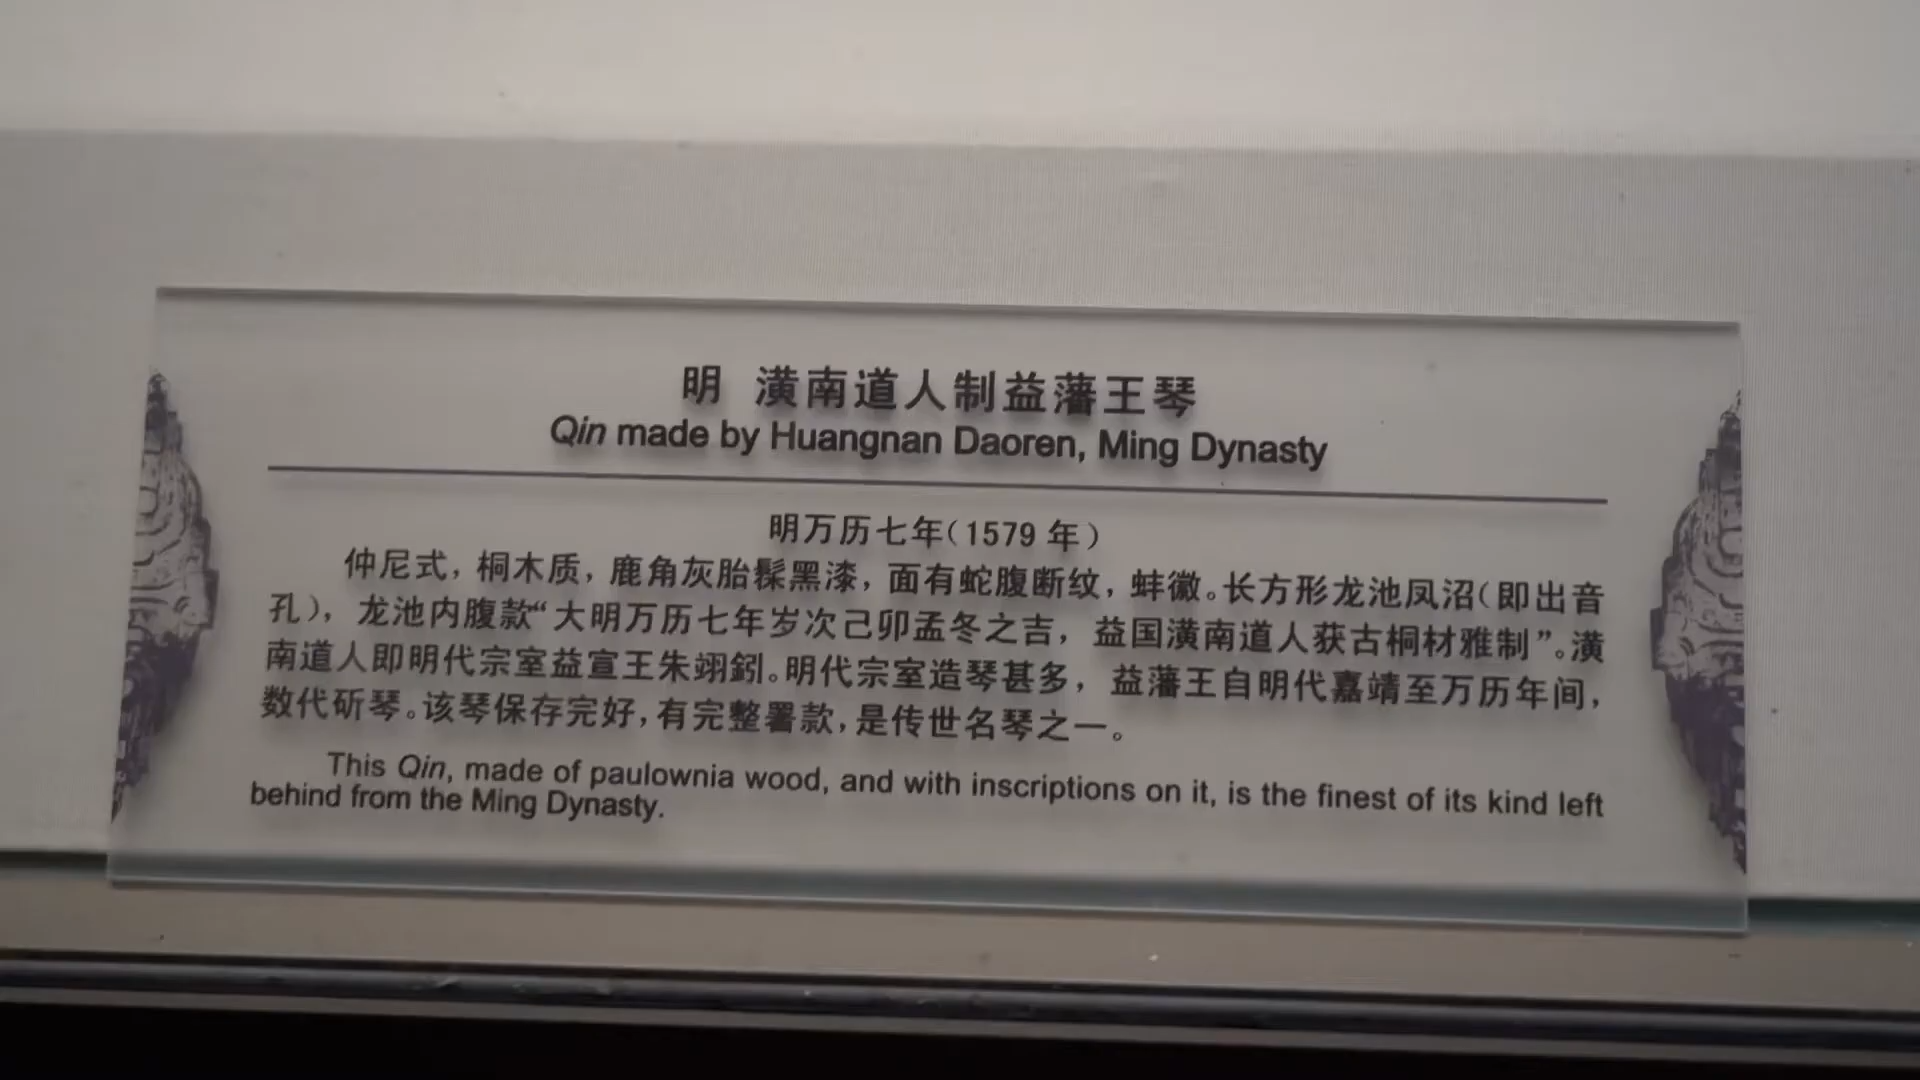 明 潢南道人制益藩王琴
Qin made by Huangnan Daoren, Ming Dynasty
明万历七年（1579 年）
仲尼式，桐木质，鹿角灰胎髹黑漆，面有蛇腹断纹，蚌徽。长方形龙池凤沼（即出音
孔），龙池内腹款“大明万历七年岁次己卯孟冬之吉，益国潢南道人获古桐材雅制”。潢
南道人即明代宗室益宣王朱翊鈏。明代宗室造琴甚多，益藩王自明代嘉靖至万历年间，
数代斫琴。该琴保存完好，有完整署款，是传世名琴之一。
This Qin, made of paulownia wood, and with inscriptions on it, is the finest of its kind left
behind from the Ming Dynasty.